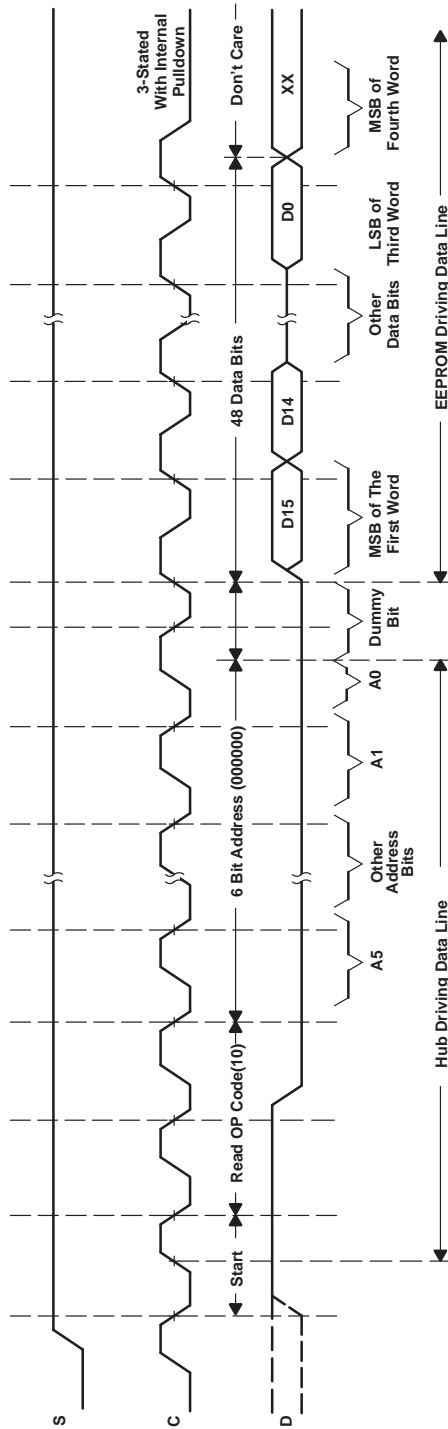 S
C
3-Stated
With Internal
Pulldown
Start
Read OP Code(10)
6 Bit Address (000000)
48 Data Bits
Don't Care
D
D15
D14
D0
XX
A5
Other
Address
Bits
A1
A0
Dummy
Bit
MSB of The
First Word
Other
Data Bits
LSB of
Third Word
MSB of
Fourth Word
Hub Driving Data Line
EEPROM Driving Data Line